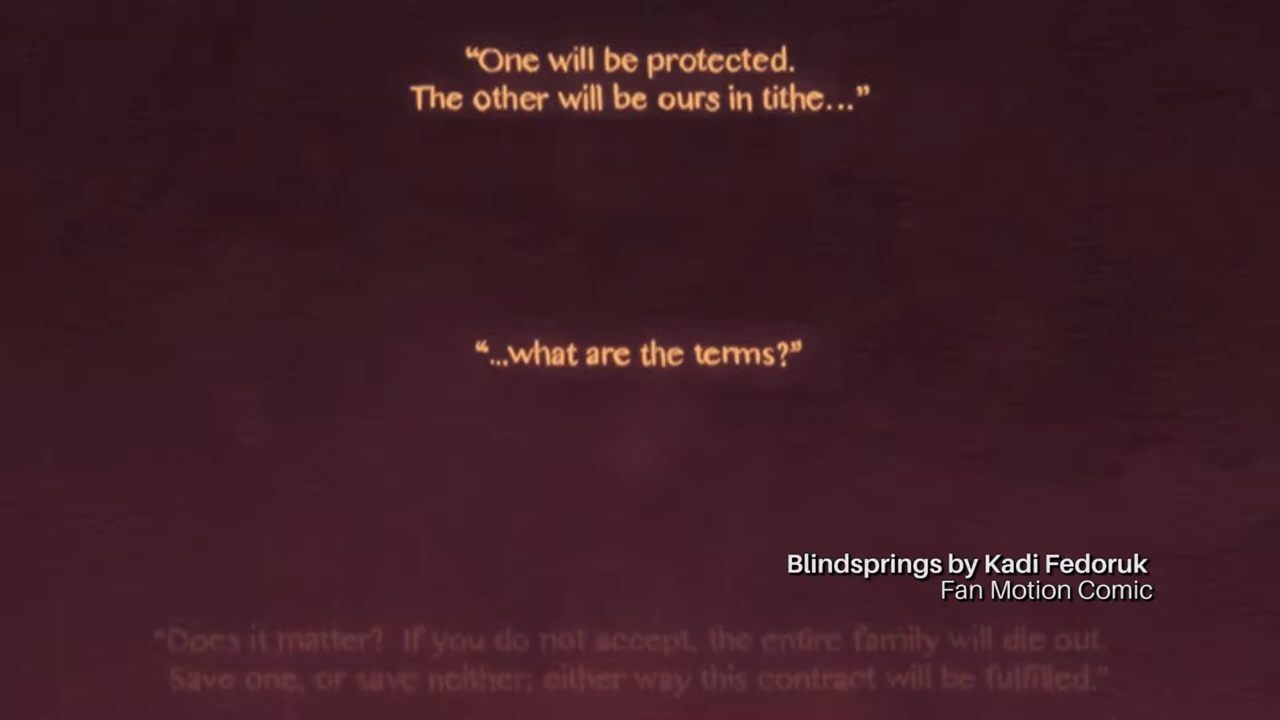 “One will be protected.
The other will be ours in tithe...”
“...what are the terms?”
Blindsprings by Kadi Fedoruk
Fan Motion Comic
“Does it matter? If you do not accept, the entire family will die out.
Save one, or save neither; either way this contract will be fulfilled.”